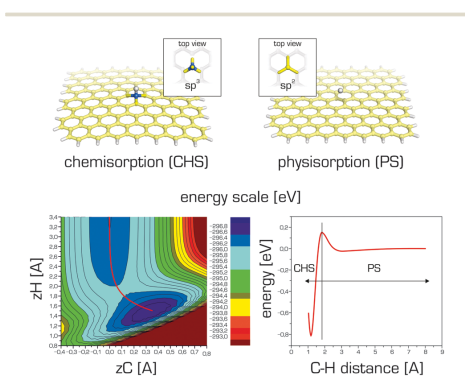 top view
sp3
top view
sp2
chemisorption (CHS)
physisorption (PS)
energy scale [eV]
zH [A]
3.4
3.2
3.0
2.8
2.6
2.4
2.2
2.0
1.8
1.6
1.4
1.2
1.0
0.8
-0.4 -0.3 -0.2 -0.1 0.0 0.1 0.2 0.3 0.4 0.5 0.6 0.7 0.8
zC [A]
-296.8
-296.6
-296.4
-296.2
-296.0
-295.8
-295.6
-295.4
-295.2
-295.0
-294.8
-294.6
-294.4
-294.2
-294.0
-293.8
-293.6
-293.4
-293.2
-293.0
energy [eV]
0.2
0.0
-0.2
-0.4
-0.6
-0.8
CHS
PS
0 1 2 3 4 5 6 7 8 9
C-H distance [A]